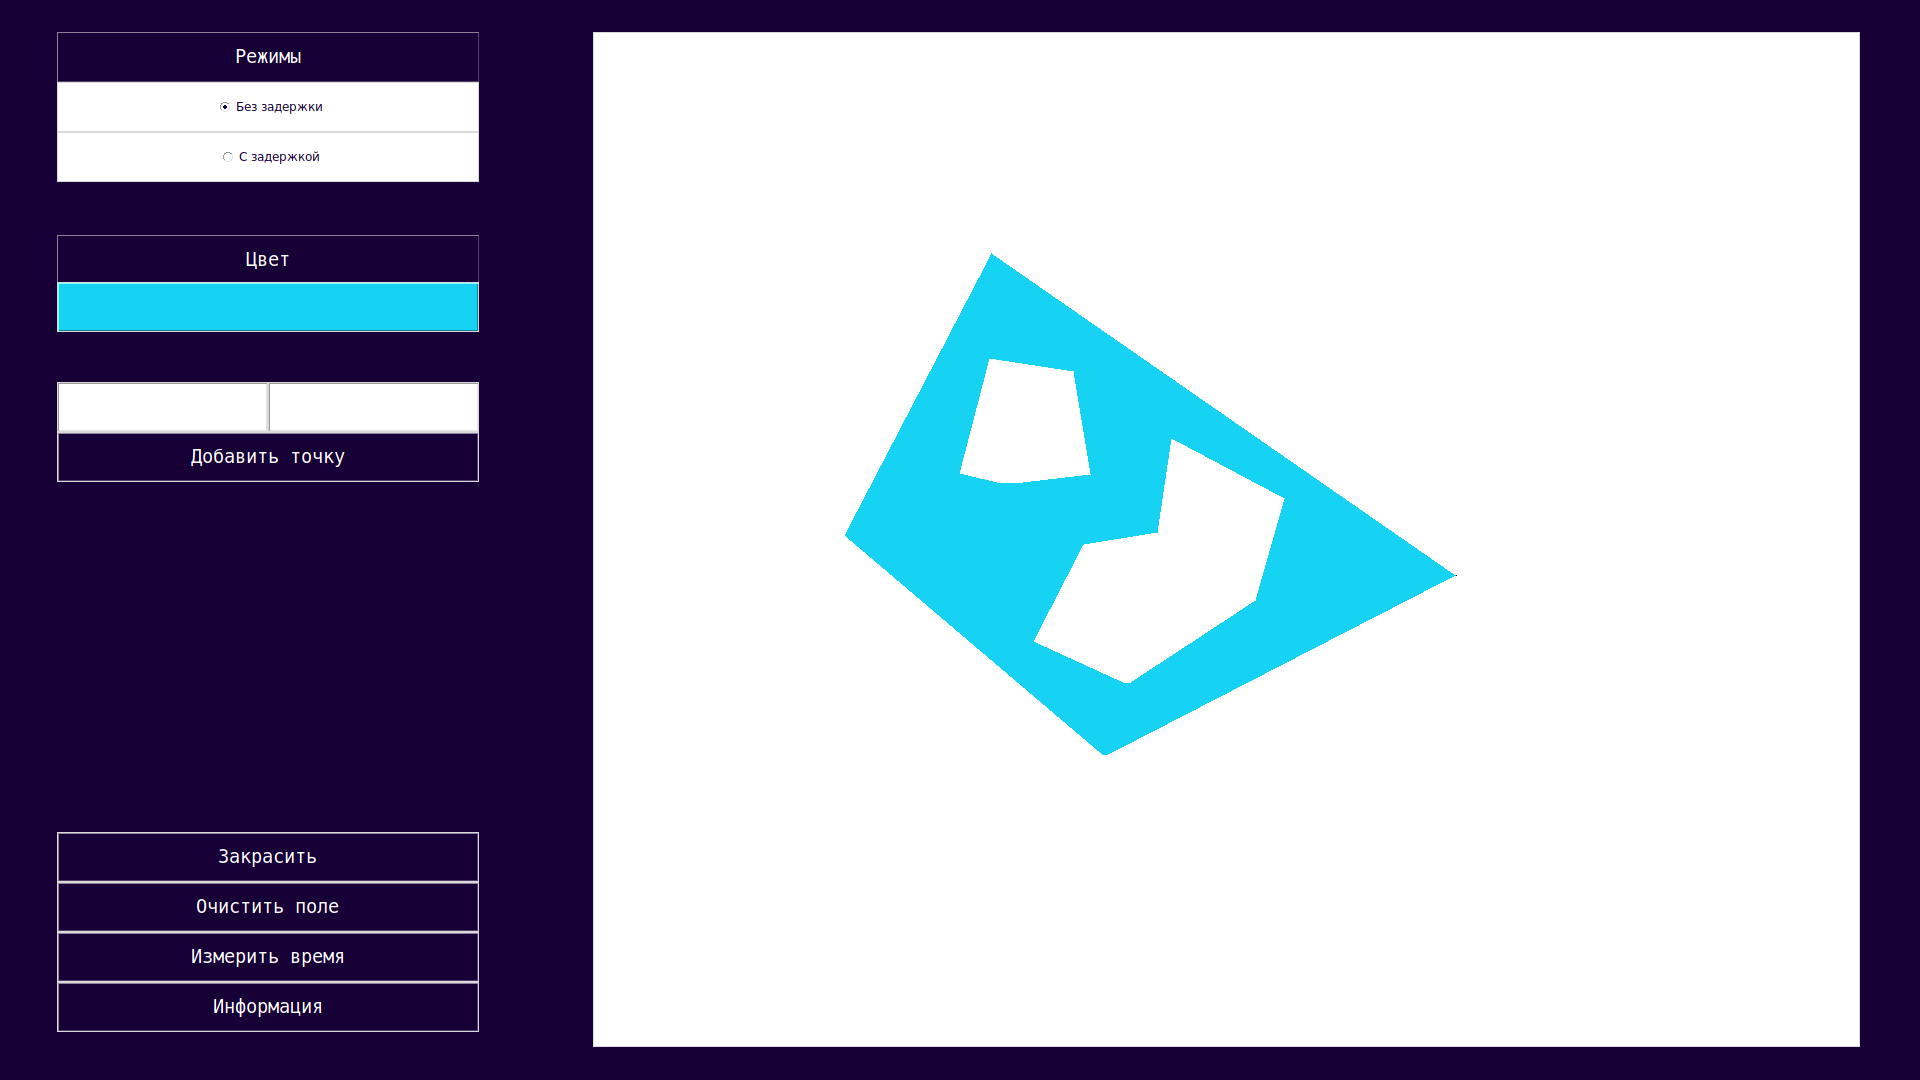 Режимы
Без задержки
С задержкой
Цвет
Добавить точку
Закрасить
Очистить поле
Измерить время
Информация